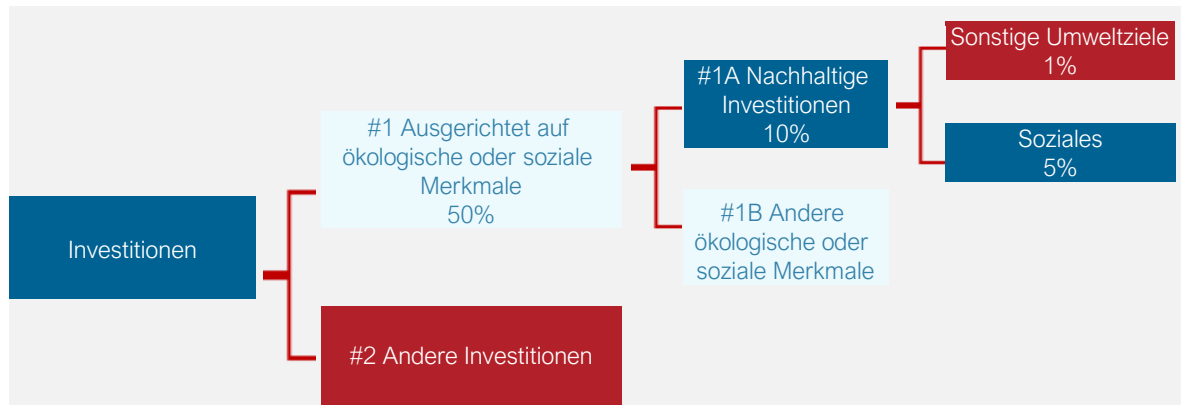 Investitionen
#1 Ausgerichtet auf
ökologische oder soziale
Merkmale
50%
#2 Andere Investitionen
#1A Nachhaltige
Investitionen
10%
#1B Andere
ökologische oder
soziale Merkmale
Sonstige Umweltziele
1%
Soziales
5%